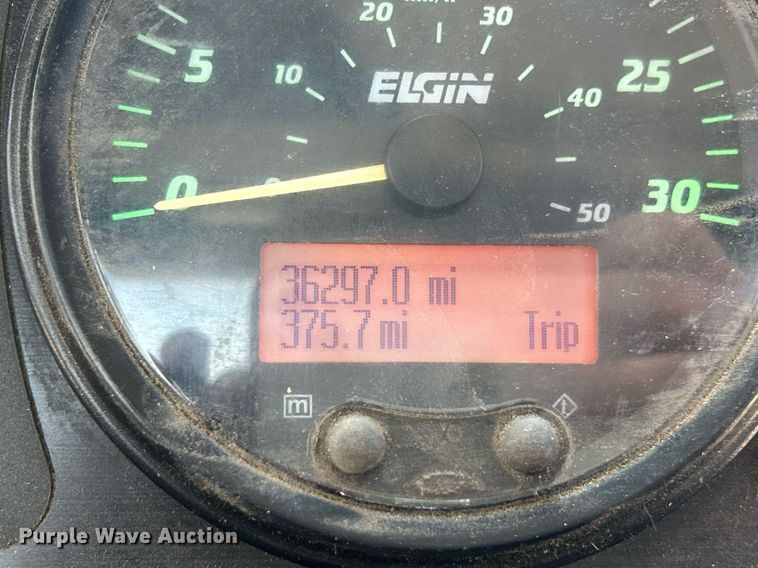 20 30
5 10 ELGIN 40 25
0 0 50 30
36297.0 mi
375.7 mi Trip
m i
Purple Wave Auction